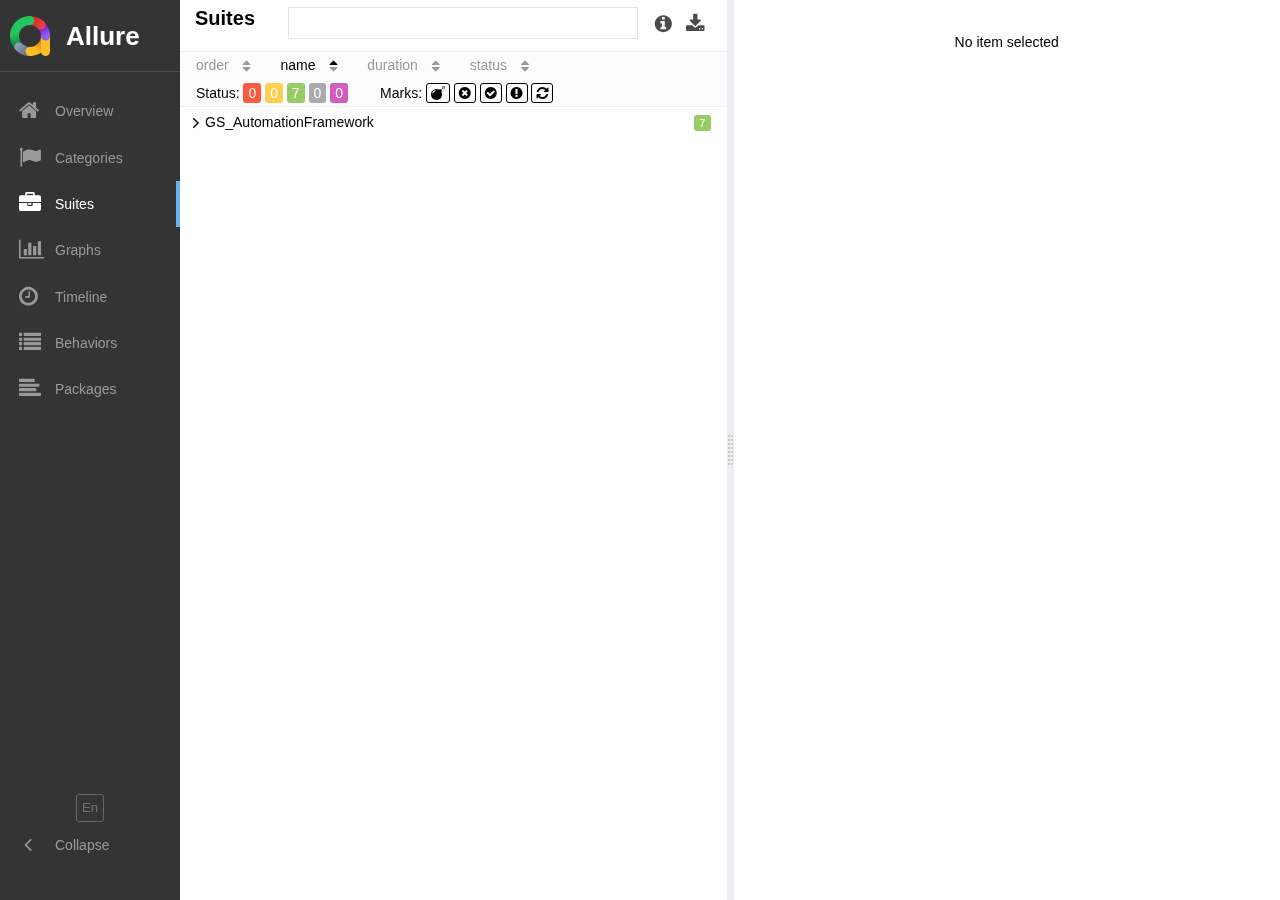 Allure
Overview
Categories
Suites
Graphs
Timeline
Behaviors
Packages
En
Collapse
Suites
order name duration status
Status: 0 0 7 0 0 Marks:
GS_AutomationFramework 7
No item selected